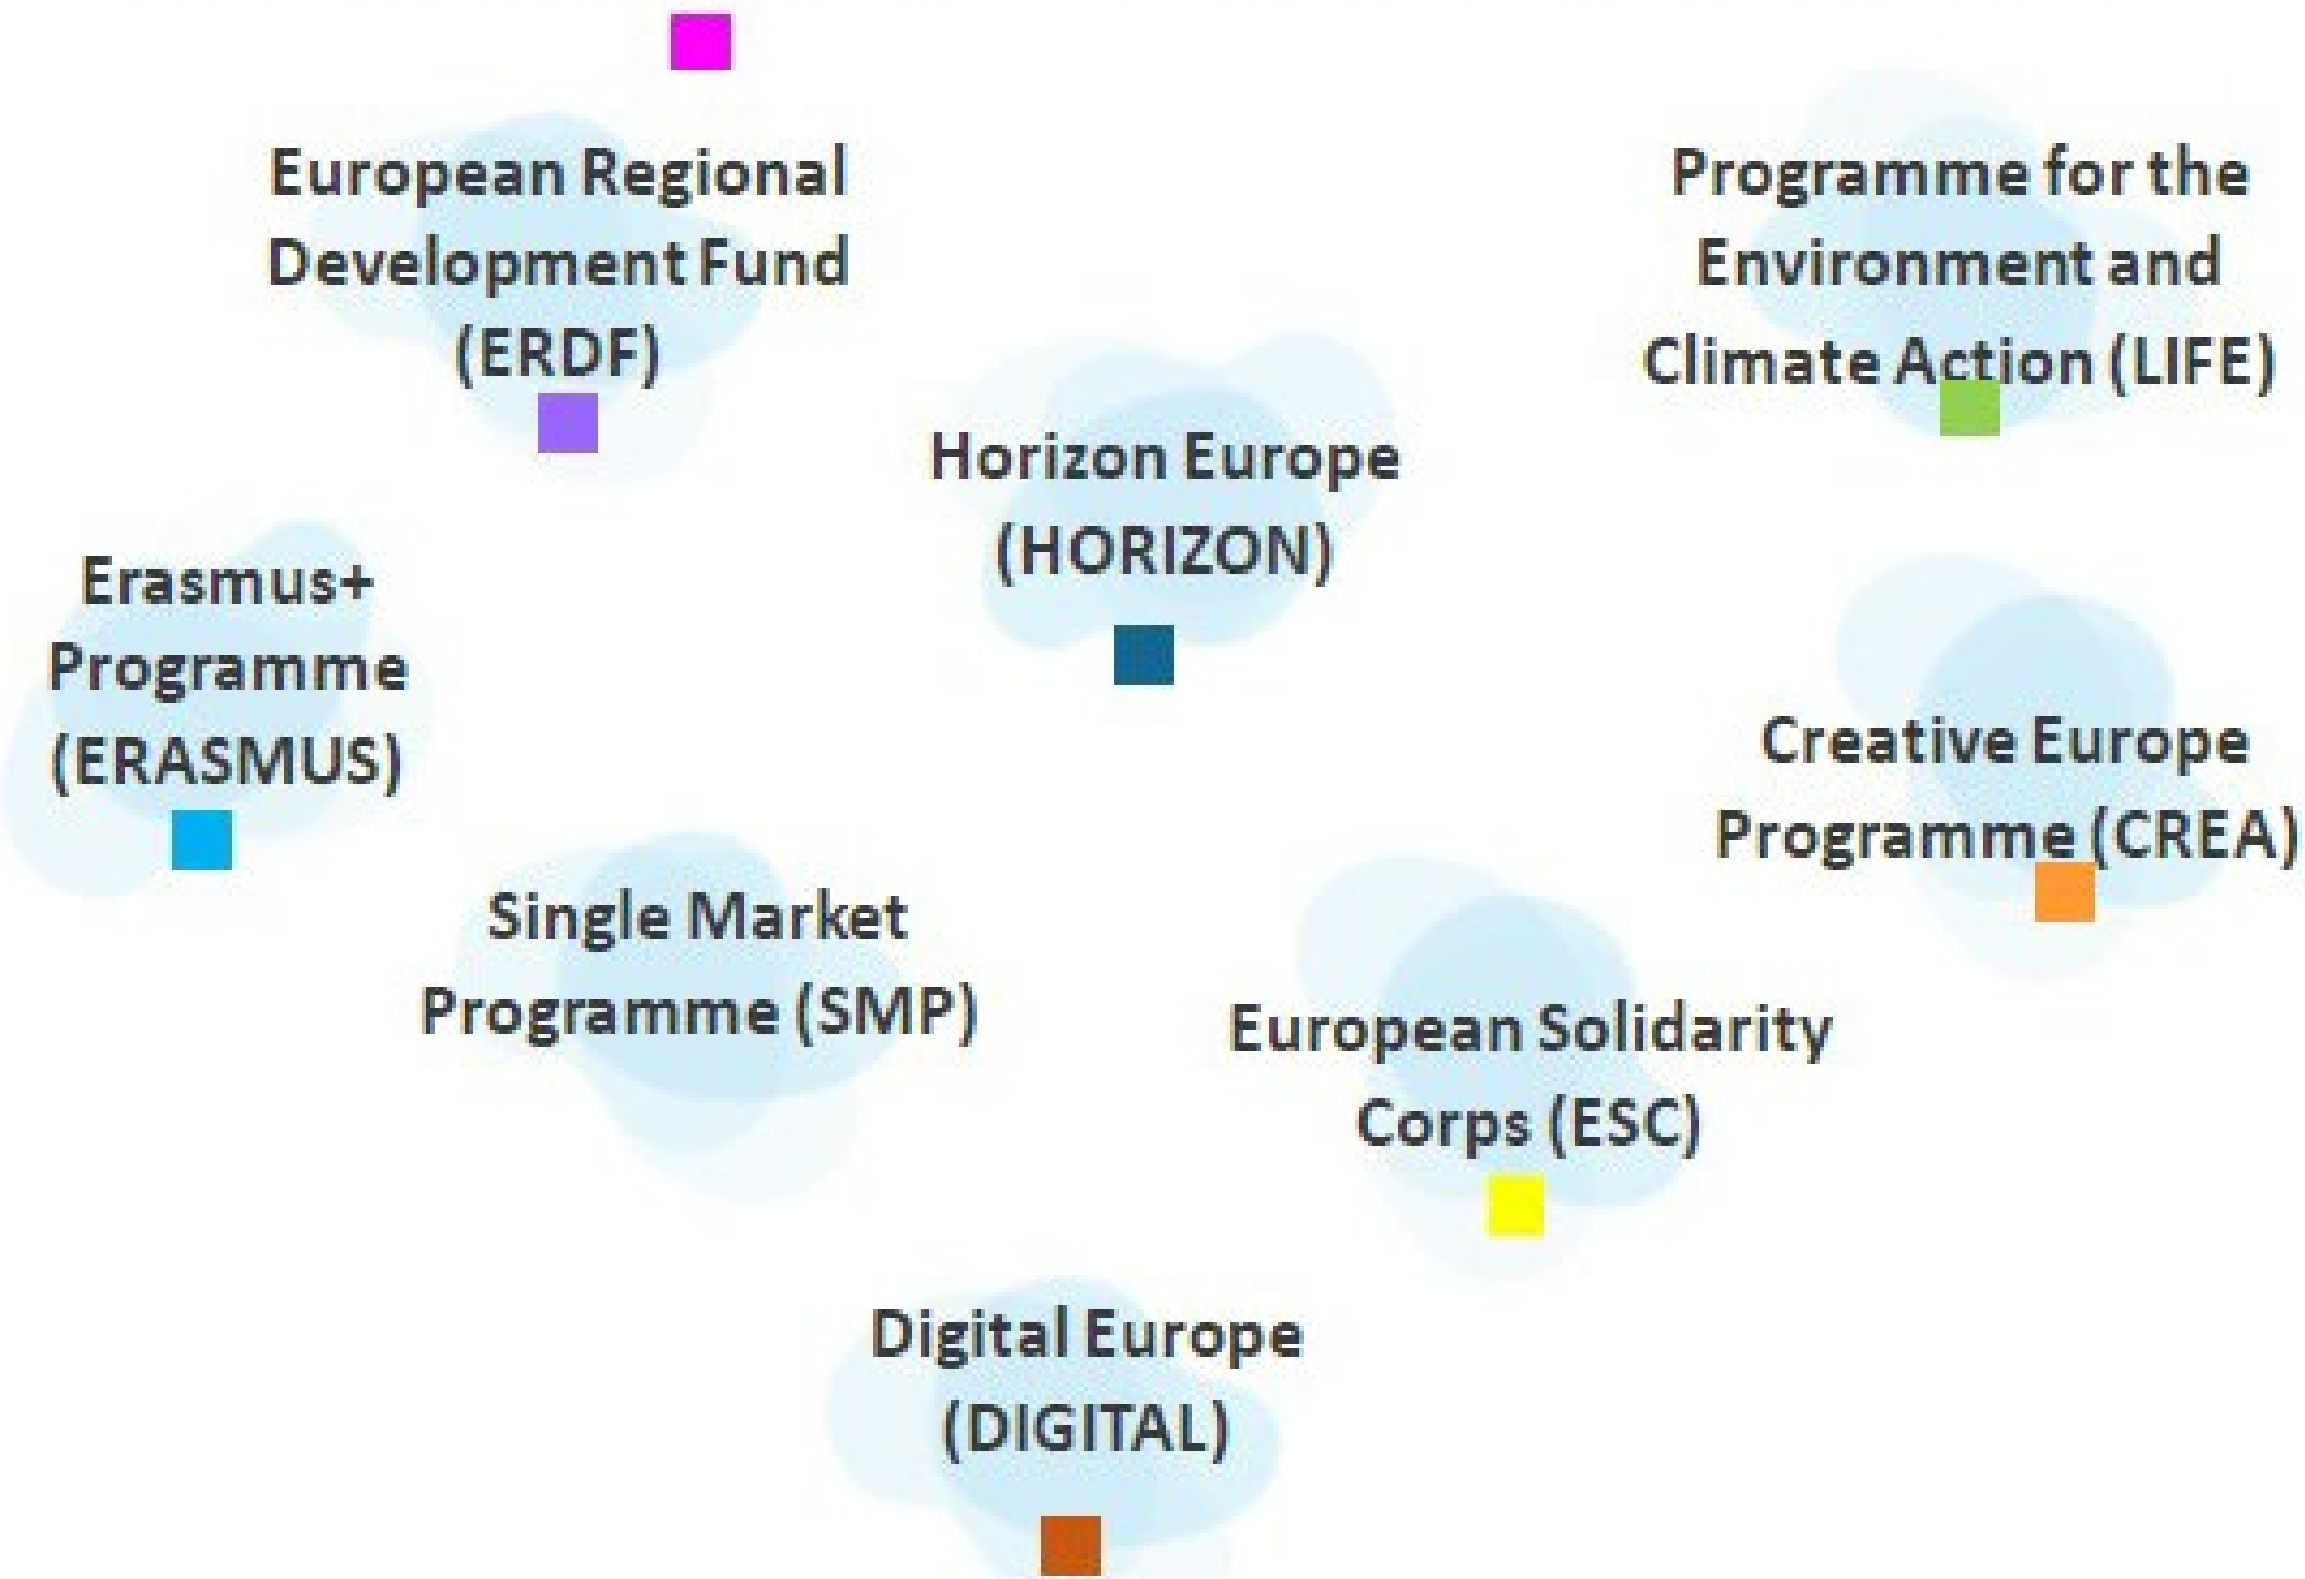 European Regional
Development Fund
(ERDF)
Programme for the
Environment and
Climate Action (LIFE)
Horizon Europe
(HORIZON)
Erasmus+
Programme
(ERASMUS)
Creative Europe
Programme (CREA)
Single Market
Programme (SMP)
European Solidarity
Corps (ESC)
Digital Europe
(DIGITAL)